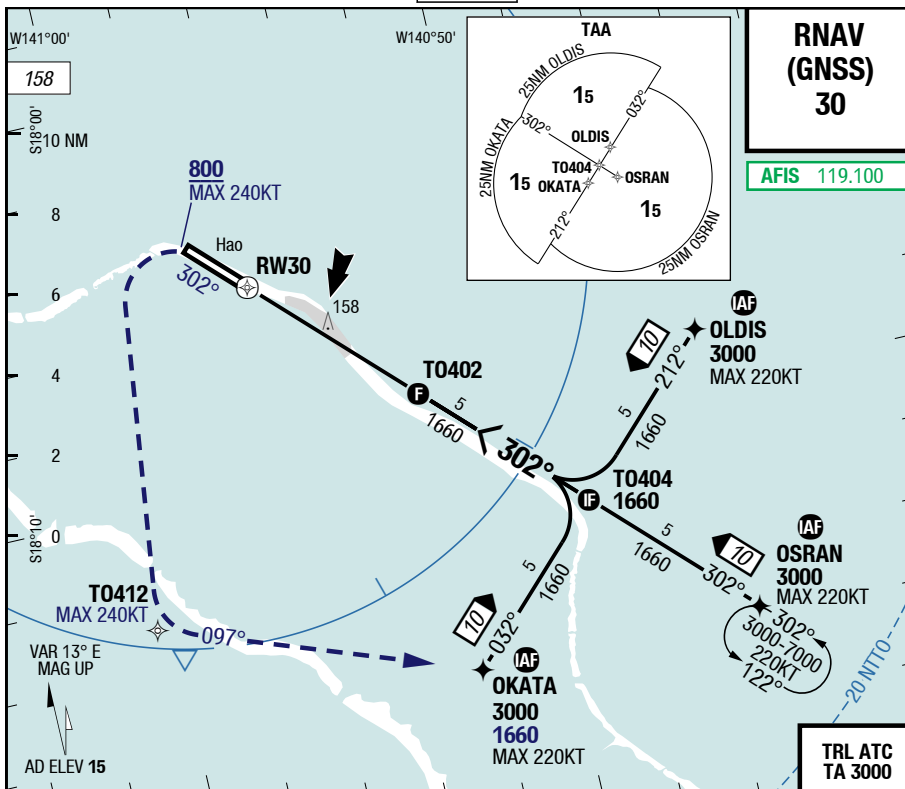 W141°00'
W140°50'
158
S18°00'
10 NM
8
6
4
2
0
S18°10'
TAA
25NM OLDIS
15
032°
302°
OLDIS
25NM OKATA
TO404
OKATA
OSRAN
15
15
212°
25NM OSRAN
RNAV
(GNSS)
30
AFIS 119.100
800
MAX 240KT
Hao
302°
RW30
158
TO402
F
5
1660
302°
IAF
OLDIS
3000
MAX 220KT
10
212°
5
1660
TO404
1660
IF
5
1660
IAF
OSRAN
3000
MAX 220KT
10
302°
302°
3000-7000
220KT
122°
20 NTTO
TO412
MAX 240KT
097°
10
032°
5
1660
IAF
OKATA
3000
1660
MAX 220KT
VAR 13° E
MAG UP
AD ELEV 15
TRL ATC
TA 3000